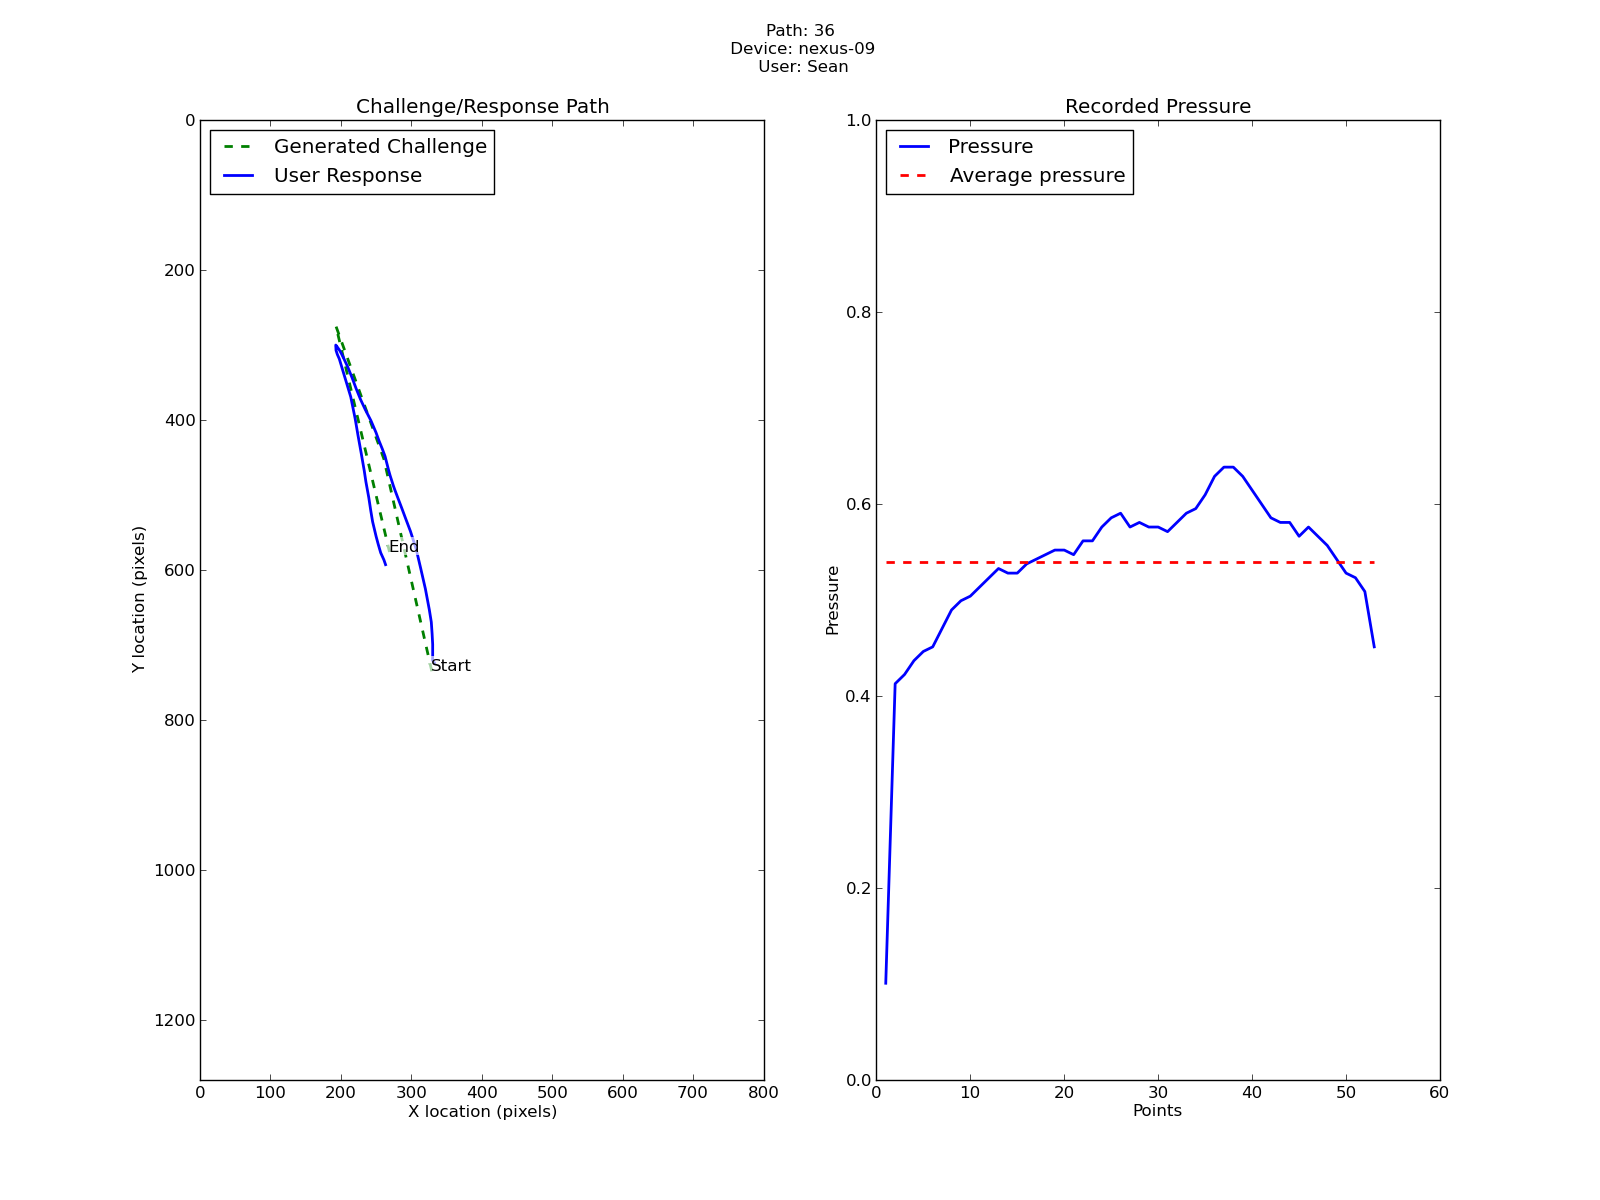 Path: 36
Device: nexus-09
User: Sean
Challenge/Response Path
Generated Challenge
User Response
0
200
400
600
800
1000
1200
Y location (pixels)
End
Start
0 100 200 300 400 500 600 700 800
X location (pixels)
Recorded Pressure
Pressure
Average pressure
1.0
0.8
0.6
0.4
0.2
0.0
Pressure
0 10 20 30 40 50 60
Points